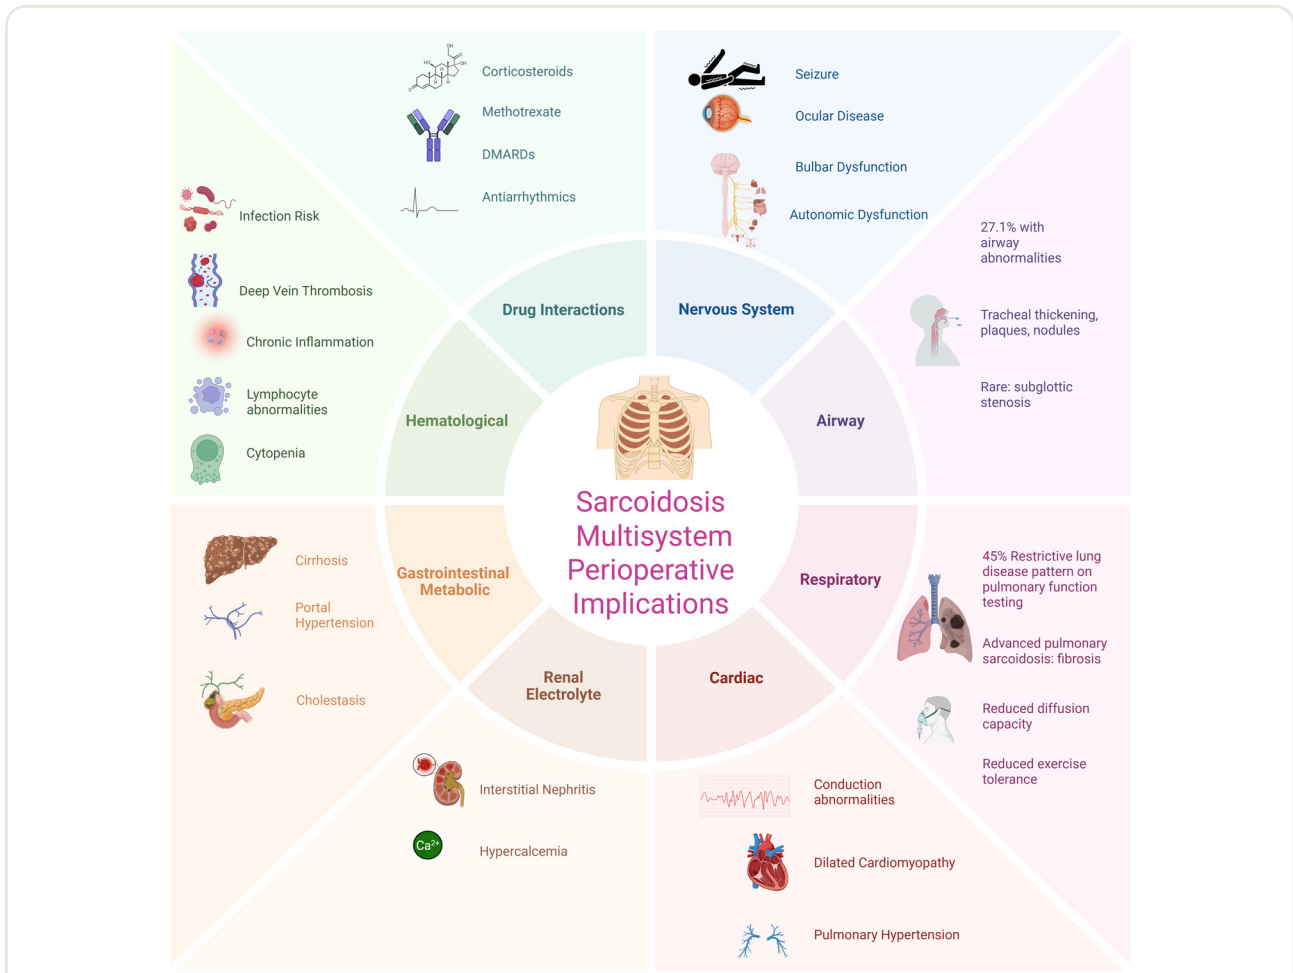 Corticosteroids
Methotrexate
DMARDs
Antiarrhythmics
Drug Interactions
Seizure
Ocular Disease
Bulbar Dysfunction
Autonomic Dysfunction
Nervous System
27.1% with
airway
abnormalities
Tracheal thickening,
plaques, nodules
Rare: subglottic
stenosis
Airway
45% Restrictive lung
disease pattern on
pulmonary function
testing
Advanced pulmonary
sarcoidosis: fibrosis
Reduced diffusion
capacity
Reduced exercise
tolerance
Respiratory
Cardiac
Conduction
abnormalities
Dilated Cardiomyopathy
Pulmonary Hypertension
Renal
Electrolyte
Interstitial Nephritis
Ca²⁺
Hypercalcemia
Gastrointestinal
Metabolic
Cirrhosis
Portal
Hypertension
Cholestasis
Hematological
Infection Risk
Deep Vein Thrombosis
Chronic Inflammation
Lymphocyte
abnormalities
Cytopenia
Sarcoidosis
Multisystem
Perioperative
Implications